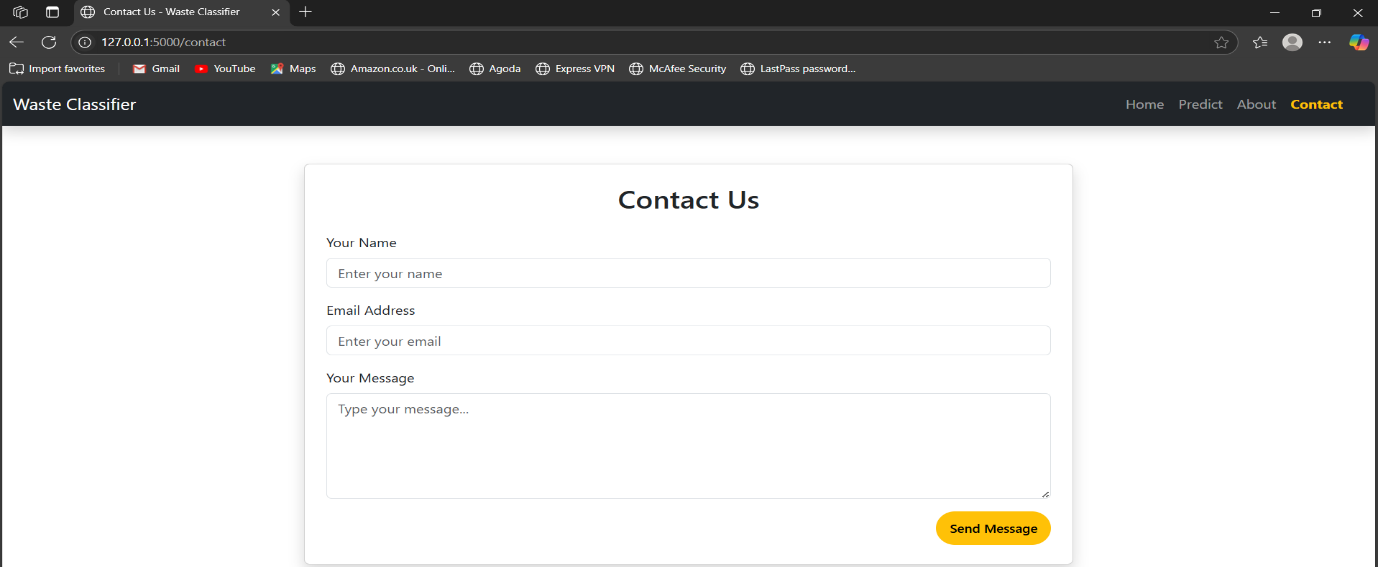 Contact Us - Waste Classifier
127.0.0.1:5000/contact
Import favorites Gmail YouTube Maps Amazon.co.uk - Onli... Agoda Express VPN McAfee Security LastPass password...
Waste Classifier Home Predict About Contact
Contact Us
Your Name
Enter your name
Email Address
Enter your email
Your Message
Type your message...
Send Message